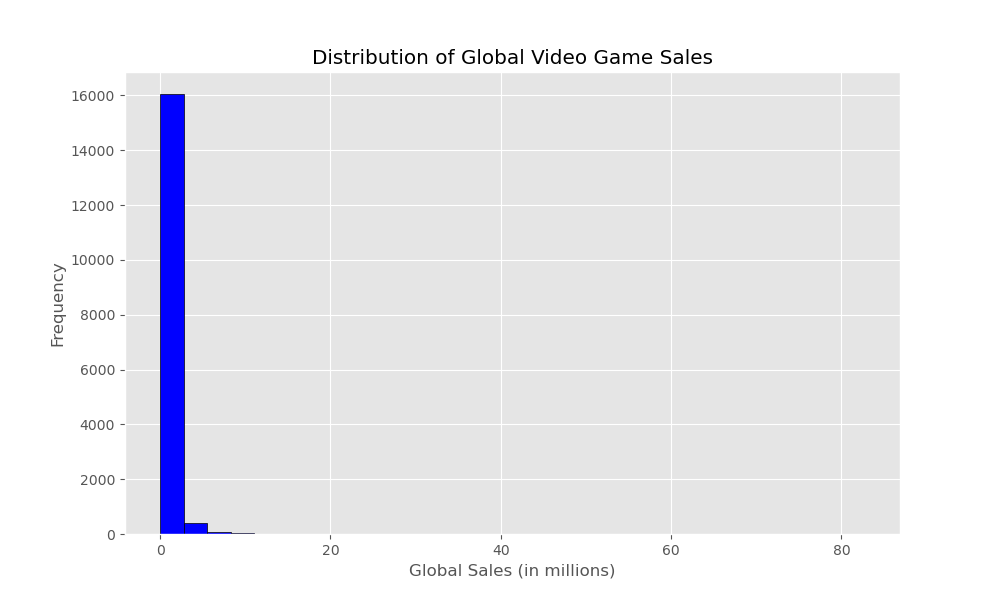 Distribution of Global Video Game Sales
16000
14000
12000
10000
8000
6000
4000
2000
0
Frequency
0 20 40 60 80
Global Sales (in millions)